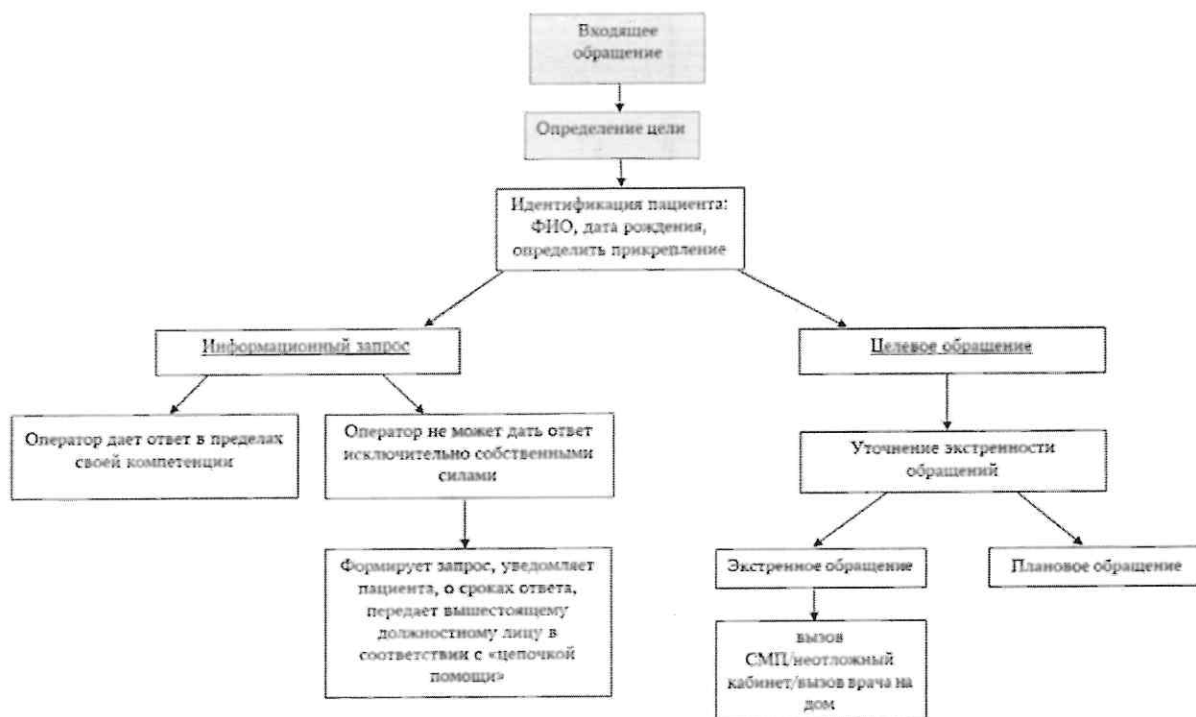 Входящее
обращение
Определение цели
Идентификация пациента:
ФИО, дата рождения,
определить прикрепление
Информационный запрос
Целевое обращение
Оператор дает ответ в пределах
своей компетенции
Оператор не может дать ответ
исключительно собственными
силами
Уточнение экстренности
обращений
Формирует запрос, уведомляет
пациента, о сроках ответа,
передает вышестоящему
должностному лицу в
соответствии с «цепочкой
помощи»
Экстренное обращение
Плановое обращение
вызов
СМП/неотложный
кабинет/вызов врача на
дом